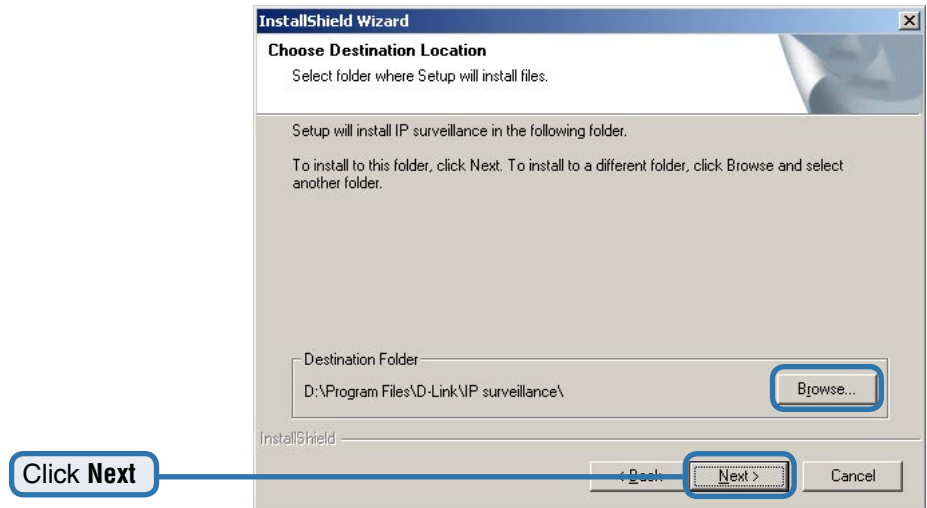 InstallShield Wizard
Choose Destination Location
Select folder where Setup will install files.
Setup will install IP surveillance in the following folder.
To install to this folder, click Next. To install to a different folder, click Browse and select
another folder.
Destination Folder
D:\Program Files\D-Link\IP surveillance\
Browse...
InstallShield
Click Next
< Back
Next >
Cancel